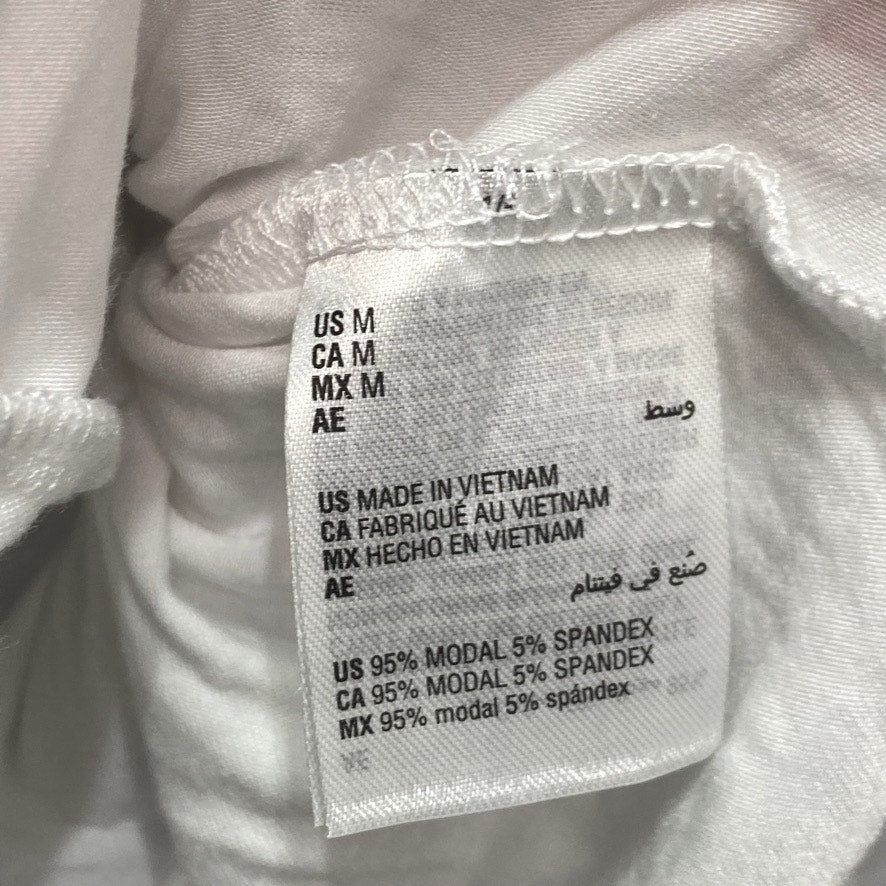 US M
CA M
MX M
AE وسط
US MADE IN VIETNAM
CA FABRIQUÉ AU VIETNAM
MX HECHO EN VIETNAM
AE صُنع في فيتنام
US 95% MODAL 5% SPANDEX
CA 95% MODAL 5% SPANDEX
MX 95% modal 5% spándex